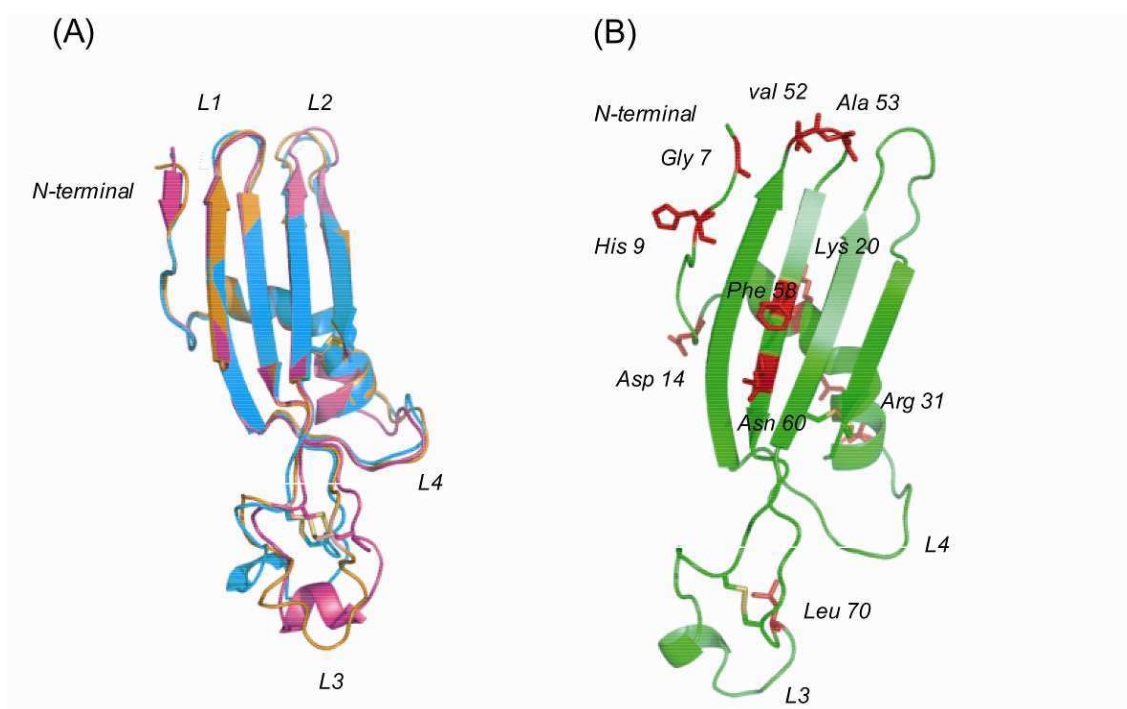 (A)
L1
L2
N-terminal
L4
L3
(B)
val 52
Ala 53
N-terminal
Gly 7
His 9
Lys 20
Phe 58
Asp 14
Asn 60
Arg 31
L4
Leu 70
L3